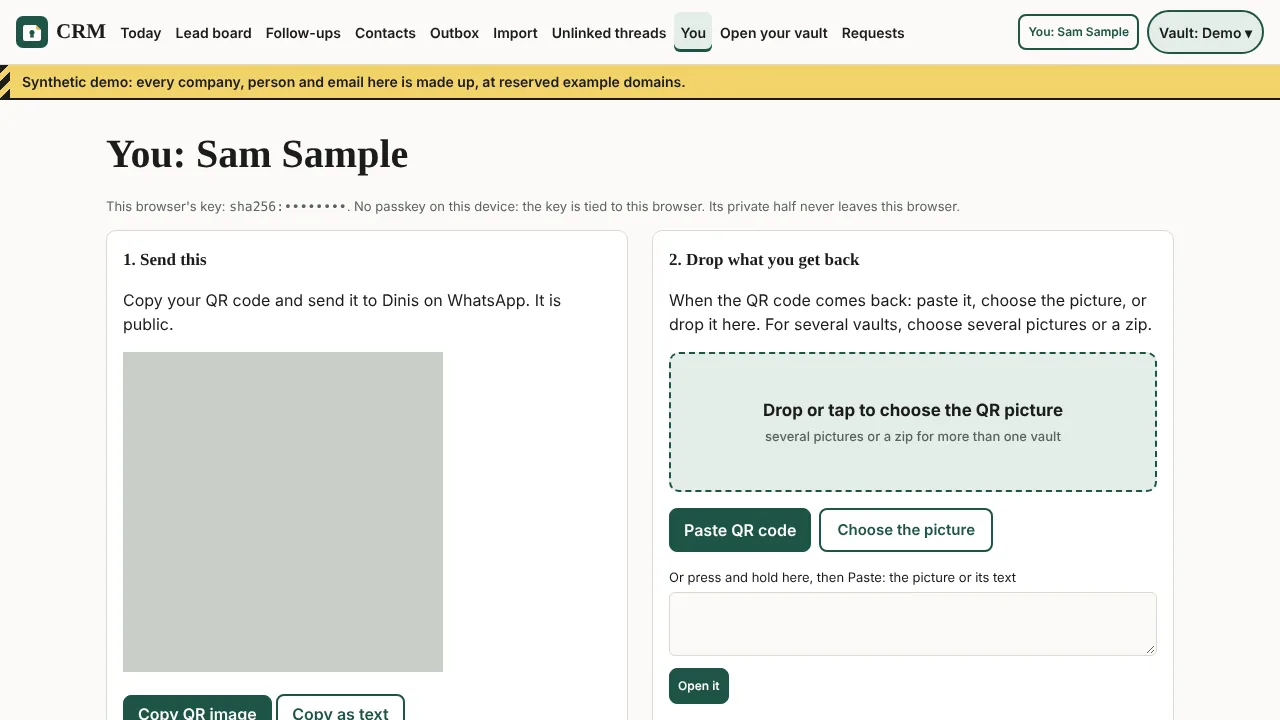 CRM
Today
Lead board
Follow-ups
Contacts
Outbox
Import
Unlinked threads
You
Open your vault
Requests
You: Sam Sample
Vault: Demo ▾
Synthetic demo: every company, person and email here is made up, at reserved example domains.
You: Sam Sample
This browser's key: sha256:••••••••. No passkey on this device: the key is tied to this browser. Its private half never leaves this browser.
1. Send this
Copy your QR code and send it to Dinis on WhatsApp. It is
public.
Copy QR image
Copy as text
2. Drop what you get back
When the QR code comes back: paste it, choose the picture, or
drop it here. For several vaults, choose several pictures or a zip.
Drop or tap to choose the QR picture
several pictures or a zip for more than one vault
Paste QR code
Choose the picture
Or press and hold here, then Paste: the picture or its text
Open it